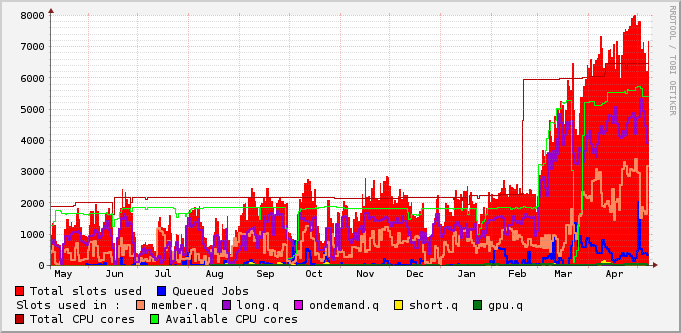 RRDTOOL / TOBI OETIKER
8000
7000
6000
5000
4000
3000
2000
1000
0
May Jun Jul Aug Sep Oct Nov Dec Jan Feb Mar Apr
Total slots used Queued Jobs
Slots used in : member.q long.q ondemand.q short.q gpu.q
Total CPU cores Available CPU cores